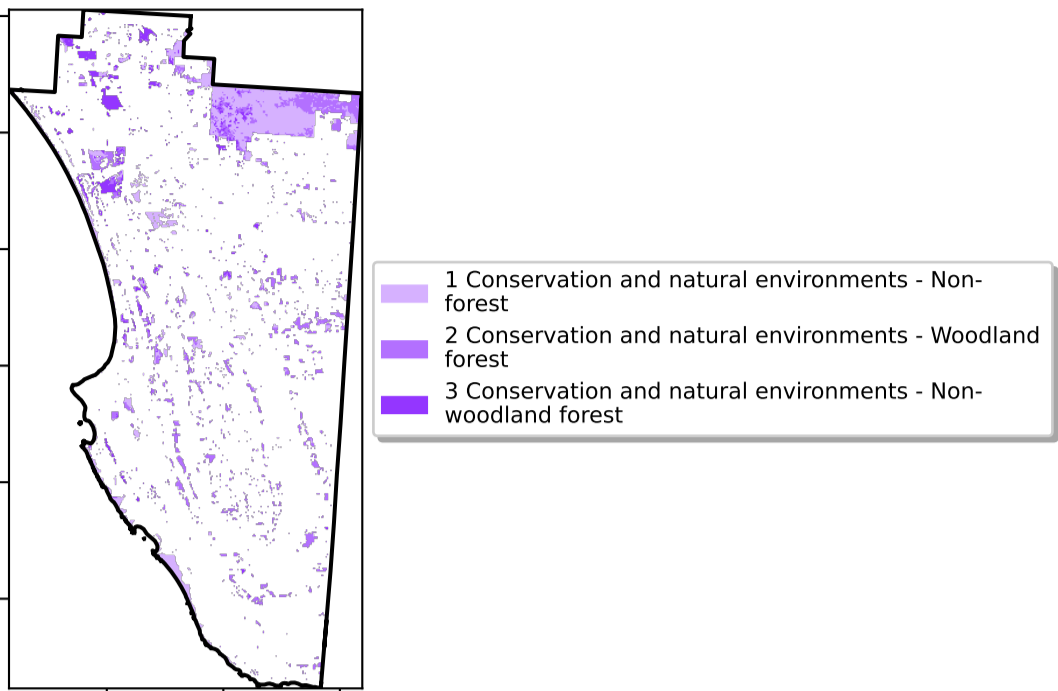 1 Conservation and natural environments - Non-
forest
2 Conservation and natural environments - Woodland
forest
3 Conservation and natural environments - Non-
woodland forest